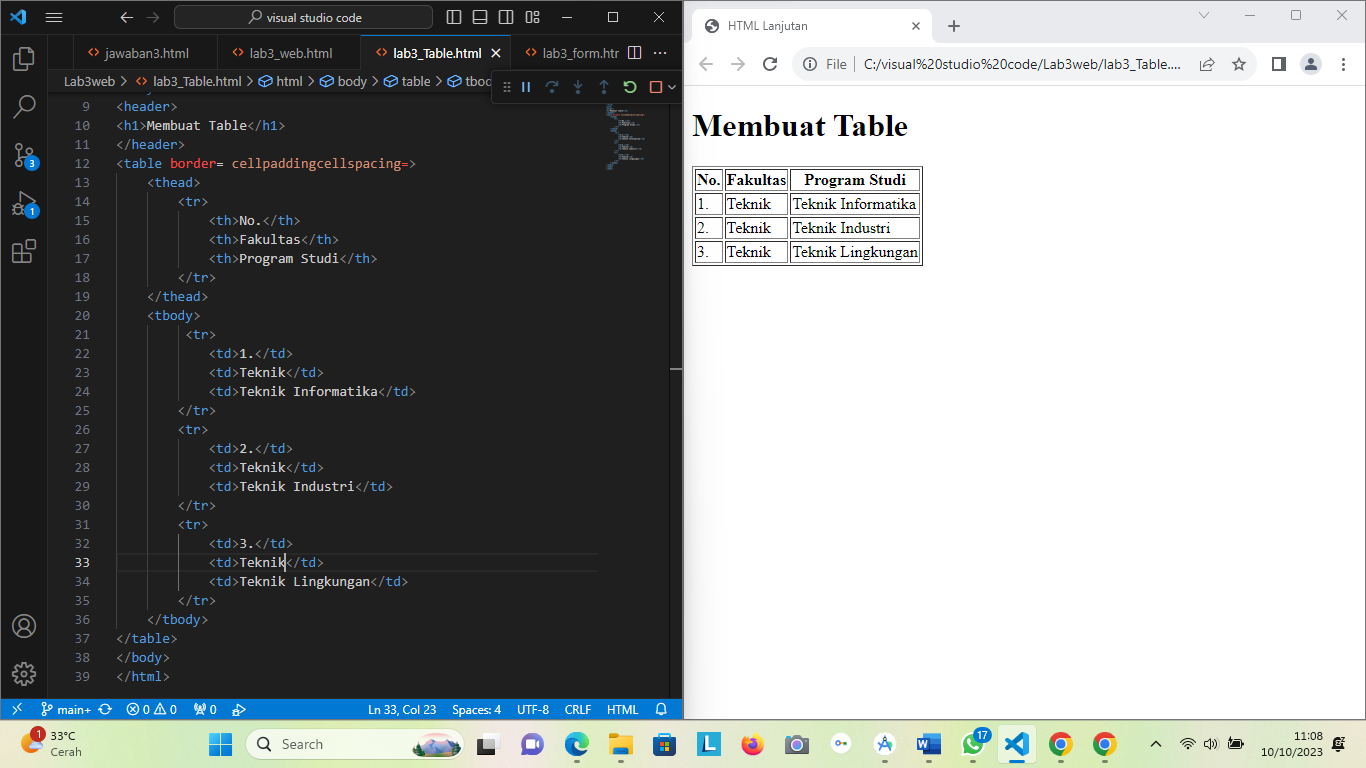 visual studio code
jawaban3.html
lab3_web.html
lab3_Table.html
lab3_form.htr
Lab3web > lab3_Table.html > html > body > table > tbo
9 <header>
10 <h1>Membuat Table</h1>
11 </header>
12 <table border= cellpaddingcellspacing=>
13 <thead>
14 <tr>
15 <th>No.</th>
16 <th>Fakultas</th>
17 <th>Program Studi</th>
18 </tr>
19 </thead>
20 <tbody>
21 <tr>
22 <td>1.</td>
23 <td>Teknik</td>
24 <td>Teknik Informatika</td>
25 </tr>
26 <tr>
27 <td>2.</td>
28 <td>Teknik</td>
29 <td>Teknik Industri</td>
30 </tr>
31 <tr>
32 <td>3.</td>
33 <td>Teknik</td>
34 <td>Teknik Lingkungan</td>
35 </tr>
36 </tbody>
37 </table>
38 </body>
39 </html>
3
1
main+ 0 0 0 Ln 33, Col 23 Spaces: 4 UTF-8 CRLF HTML
HTML Lanjutan
File C:/visual%20studio%20code/Lab3web/lab3_Table....
Membuat Table
No. Fakultas Program Studi
1. Teknik Teknik Informatika
2. Teknik Teknik Industri
3. Teknik Teknik Lingkungan
1
33°C
Cerah
Search
17
11:08
10/10/2023